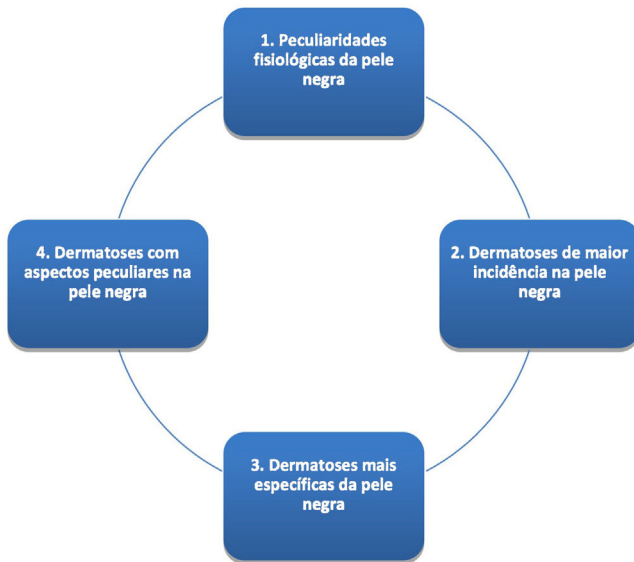 1. Peculiaridades
fisiológicas da pele
negra
2. Dermatoses de maior
incidência na pele
negra
3. Dermatoses mais
específicas da pele
negra
4. Dermatoses com
aspectos peculiares na
pele negra